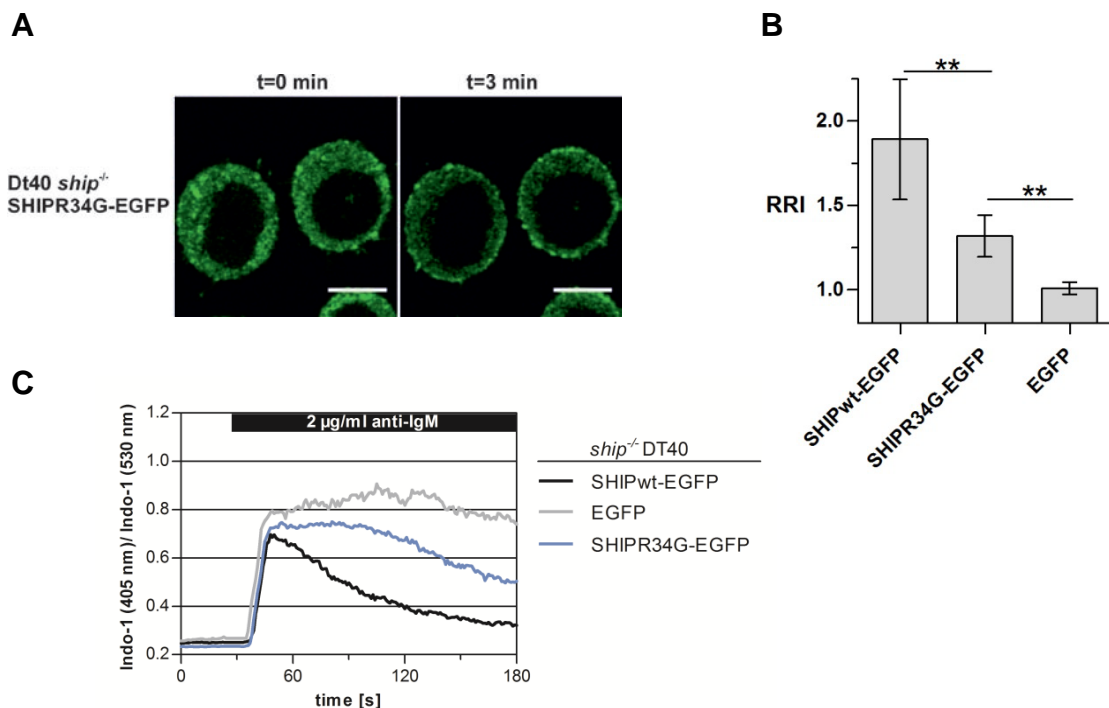 A
t=0 min
t=3 min
Dt40 ship-/-
SHIPR34G-EGFP
B
**
**
2.0
RRI
1.5
1.0
SHIPwt-EGFP
SHIPR34G-EGFP
EGFP
C
Indo-1 (405 nm)/ Indo-1 (530 nm)
1.2
1.0
0.8
0.6
0.4
0.2
2 µg/ml anti-IgM
0
60
120
180
time [s]
ship-/- DT40
SHIPwt-EGFP
EGFP
SHIPR34G-EGFP